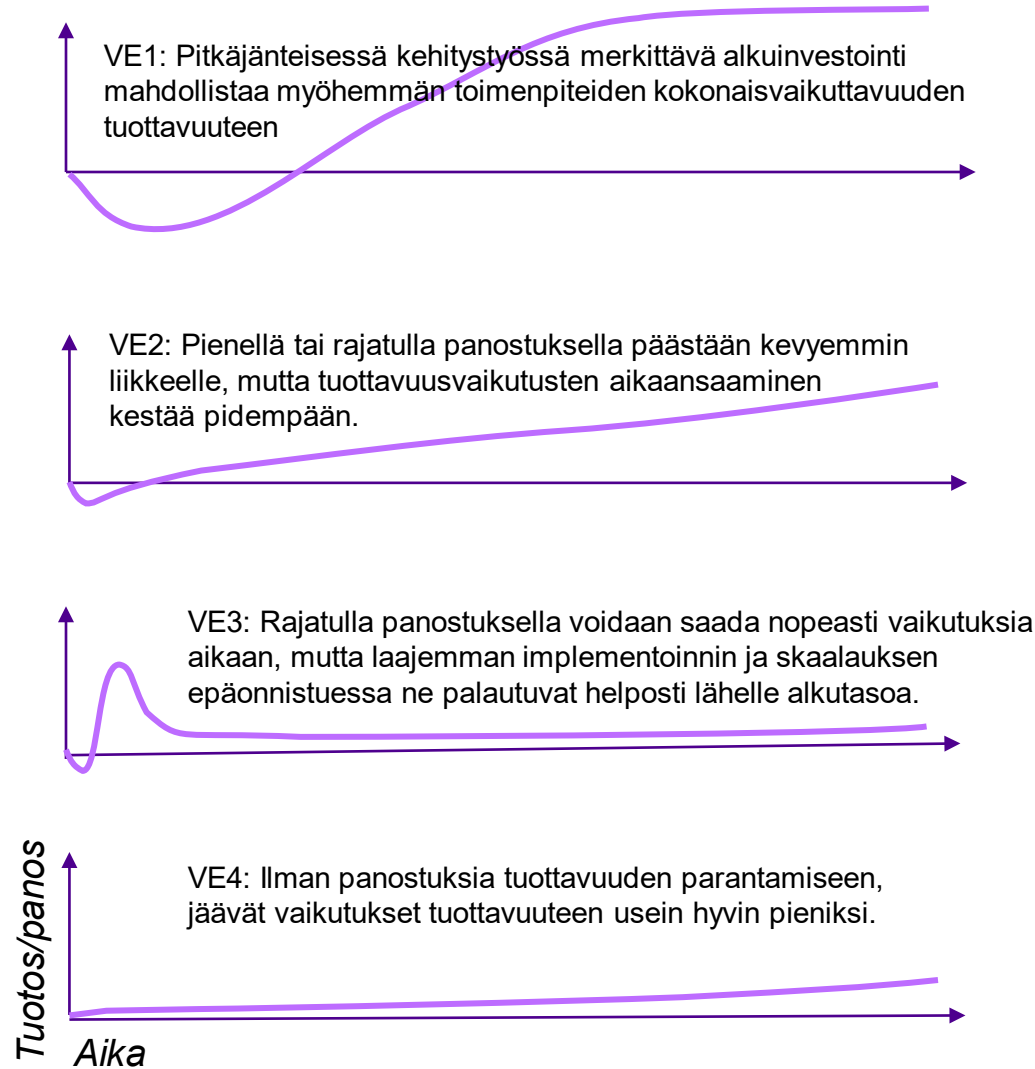 VE1: Pitkäjänteisessä kehitystyössä merkittävä alkuinvestointi
mahdollistaa myöhemmän toimenpiteiden kokonaisvaikuttavuuden
tuottavuuteen
VE2: Pienellä tai rajatulla panostuksella päästään kevyemmin
liikkeelle, mutta tuottavuusvaikutusten aikaansaaminen
kestää pidempään.
VE3: Rajatulla panostuksella voidaan saada nopeasti vaikutuksia
aikaan, mutta laajemman implementoinnin ja skaalauksen
epäonnistuessa ne palautuvat helposti lähelle alkutasoa.
VE4: Ilman panostuksia tuottavuuden parantamiseen,
jäävät vaikutukset tuottavuuteen usein hyvin pieniksi.
Tuotos/panos
Aika